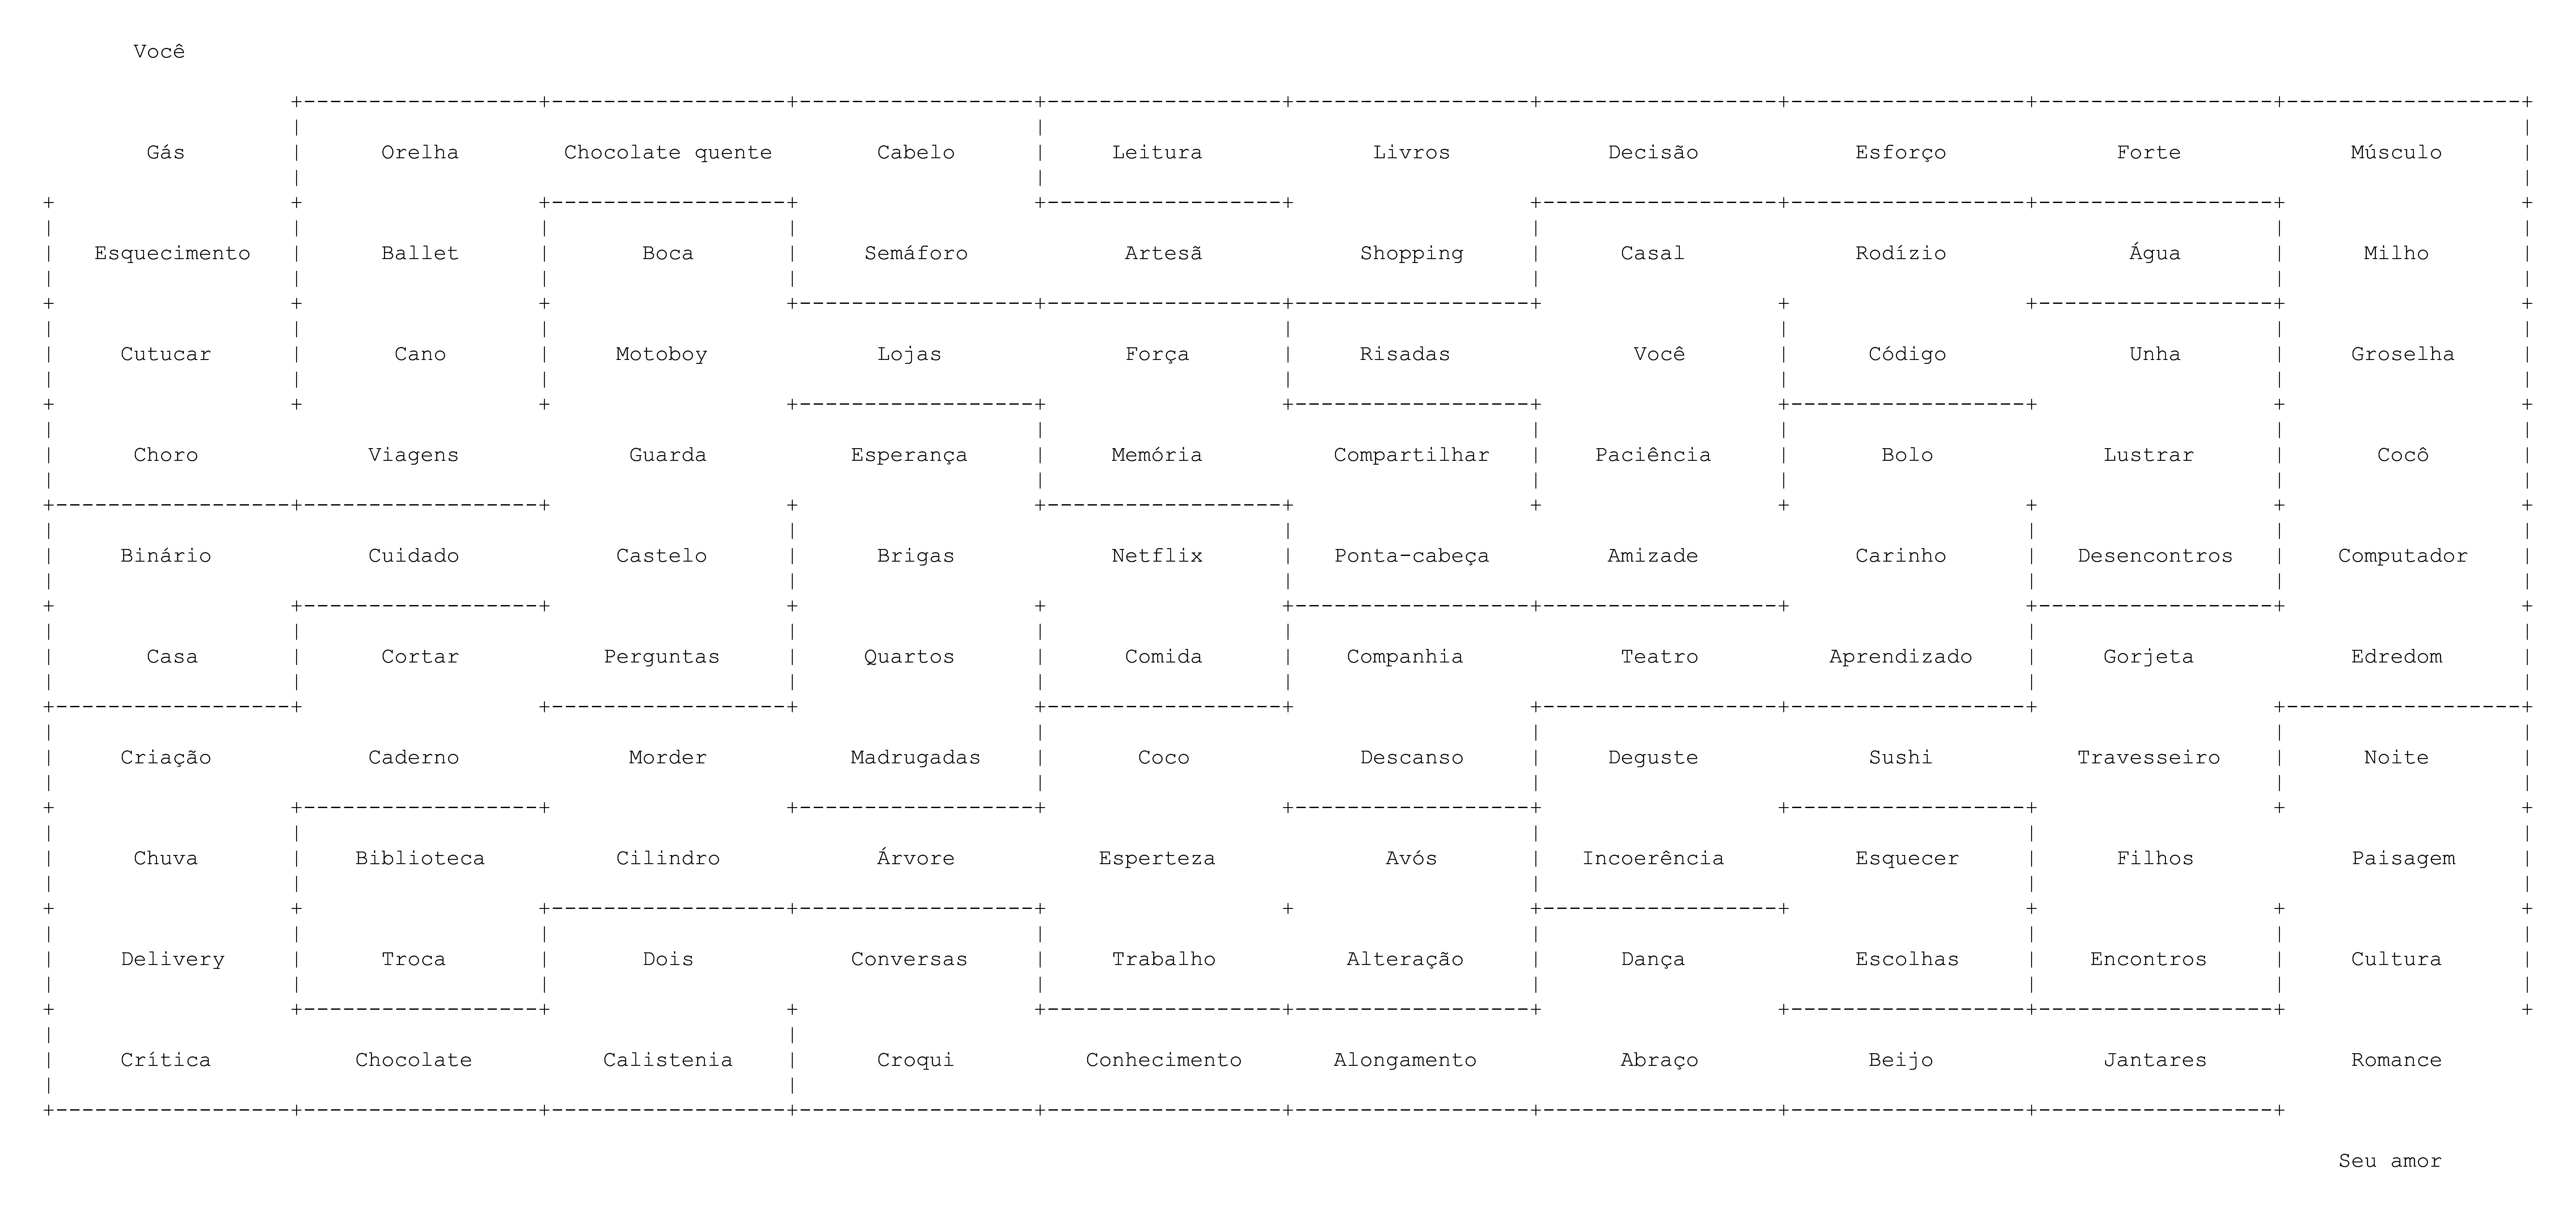 Você
Gás Orelha Chocolate quente Cabelo Leitura Livros Decisão Esforço Forte Músculo
Esquecimento Ballet Boca Semáforo Artesã Shopping Casal Rodízio Água Milho
Cutucar Cano Motoboy Lojas Força Risadas Você Código Unha Groselha
Choro Viagens Guarda Esperança Memória Compartilhar Paciência Bolo Lustrar Cocô
Binário Cuidado Castelo Brigas Netflix Ponta-cabeça Amizade Carinho Desencontros Computador
Casa Cortar Perguntas Quartos Comida Companhia Teatro Aprendizado Gorjeta Edredom
Criação Caderno Morder Madrugadas Coco Descanso Deguste Sushi Travesseiro Noite
Chuva Biblioteca Cilindro Árvore Esperteza Avós Incoerência Esquecer Filhos Paisagem
Delivery Troca Dois Conversas Trabalho Alteração Dança Escolhas Encontros Cultura
Crítica Chocolate Calistenia Croqui Conhecimento Alongamento Abraço Beijo Jantares Romance
Seu amor